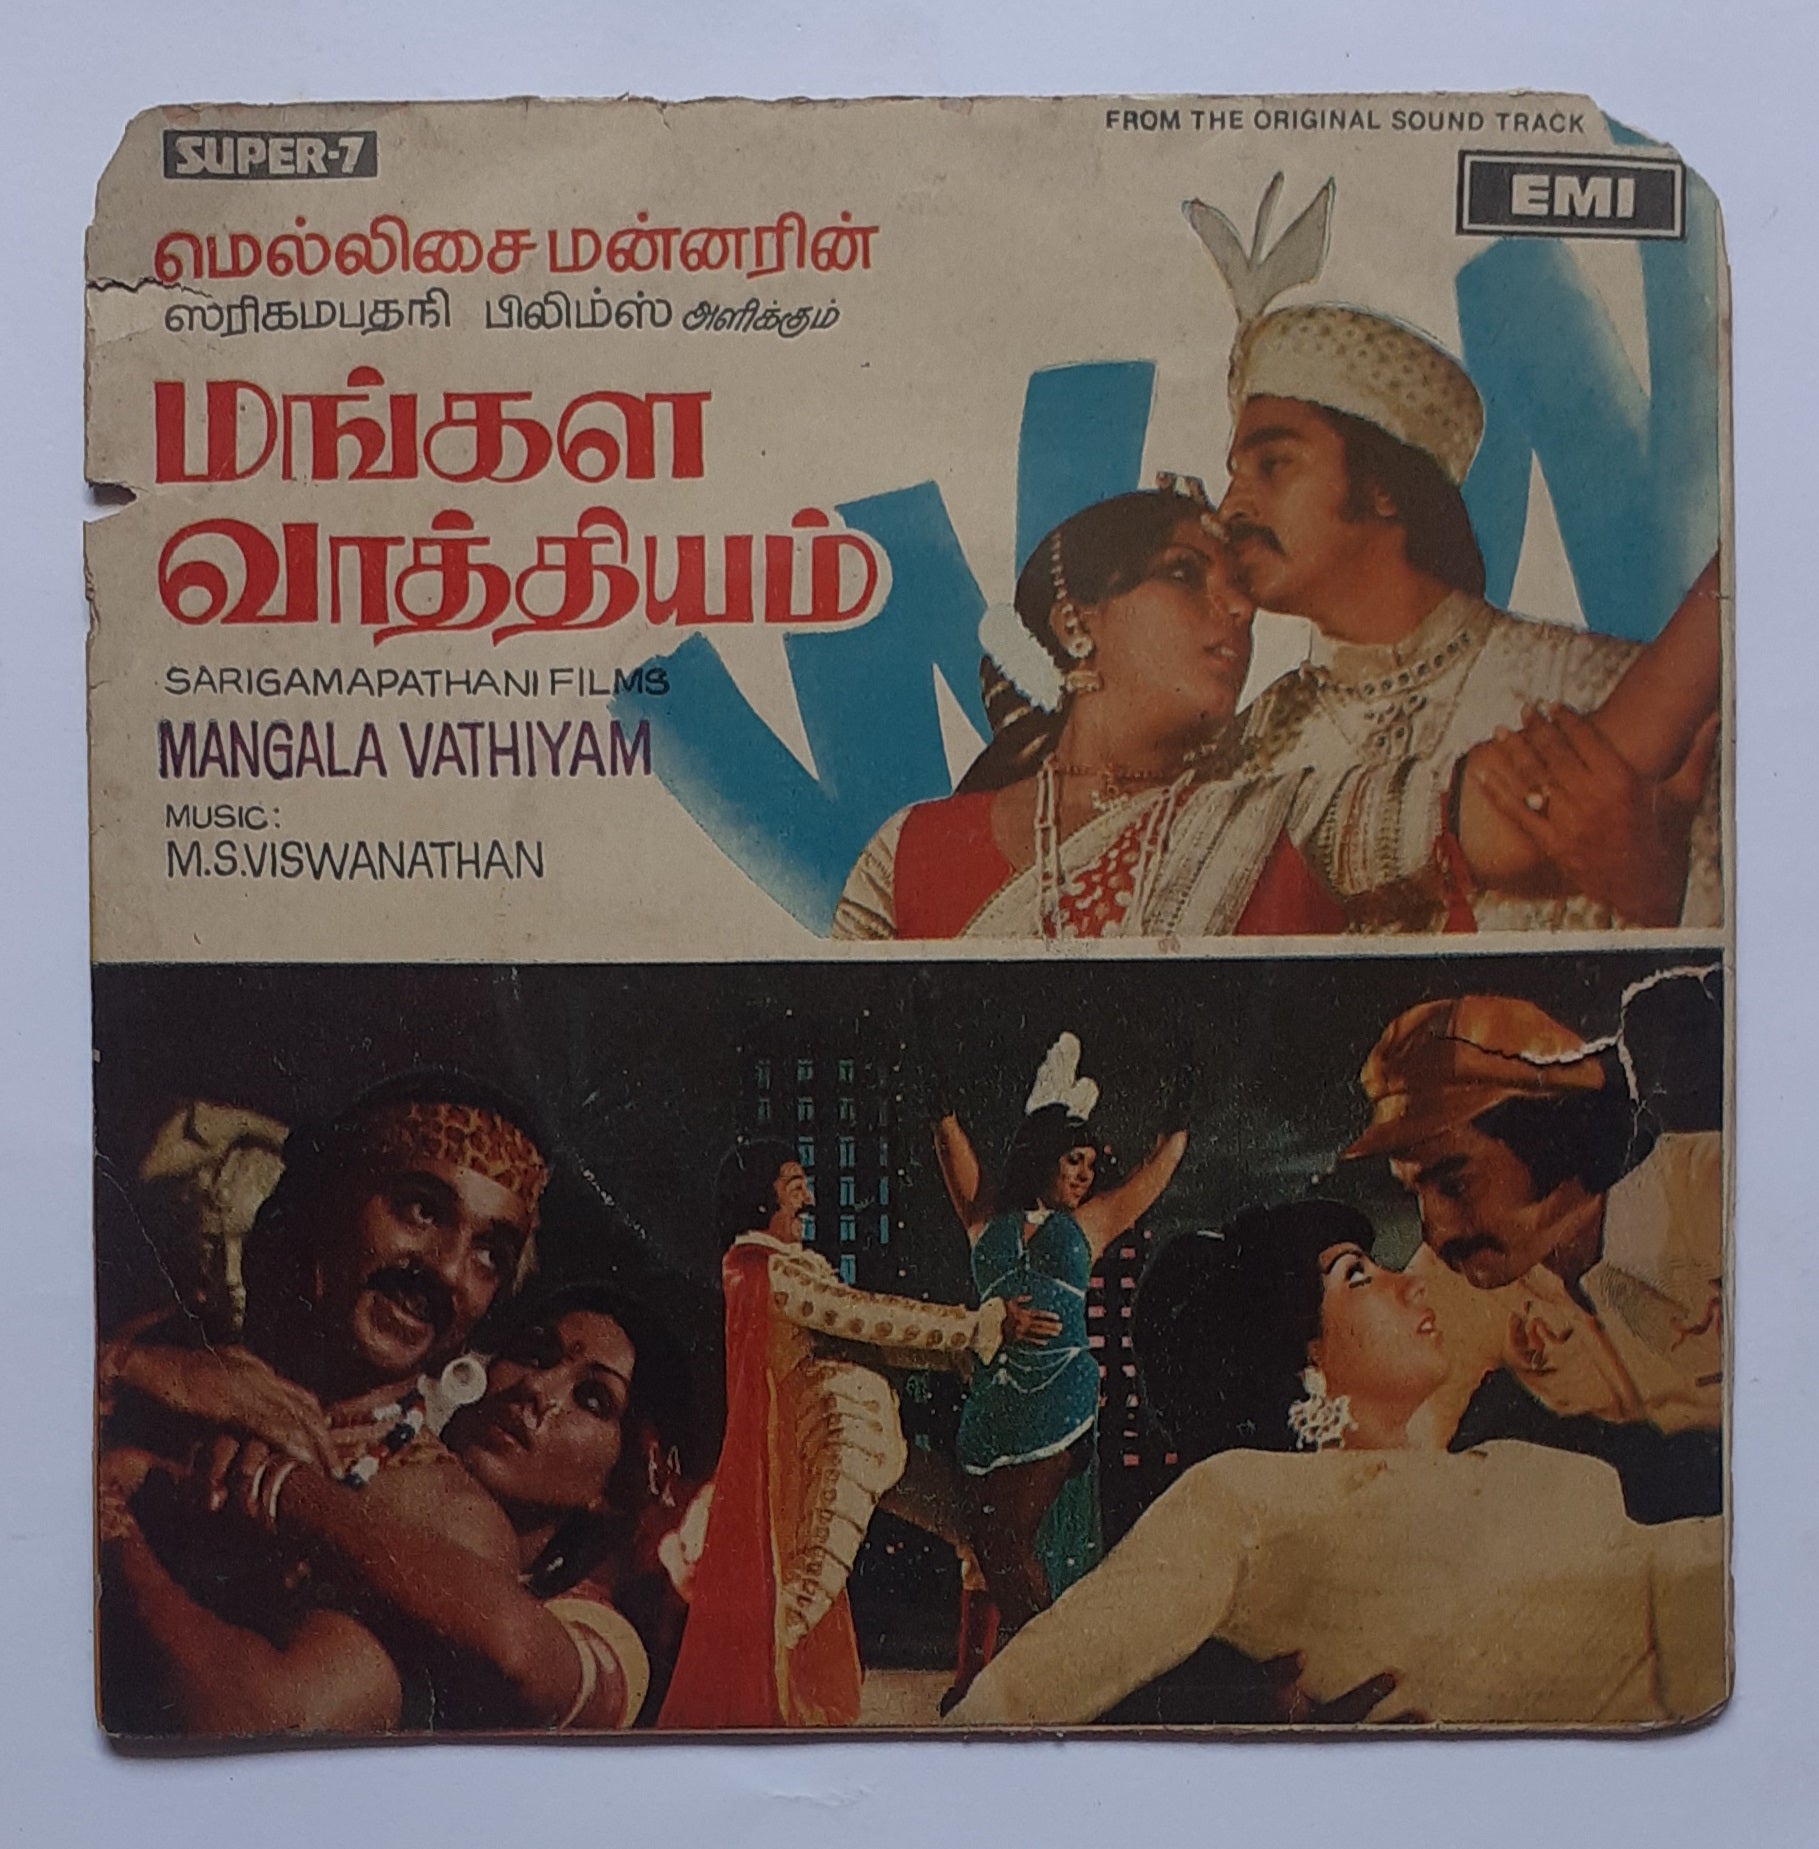 SUPER-7
FROM THE ORIGINAL SOUND TRACK
EMI
மெல்லிசை மன்னரின்
ஸரிகமபதநி பிலிம்ஸ் அளிக்கும்
மங்கள
வாத்தியம்
SARIGAMAPATHANI FILMS
MANGALA VATHIYAM
MUSIC:
M.S.VISWANATHAN